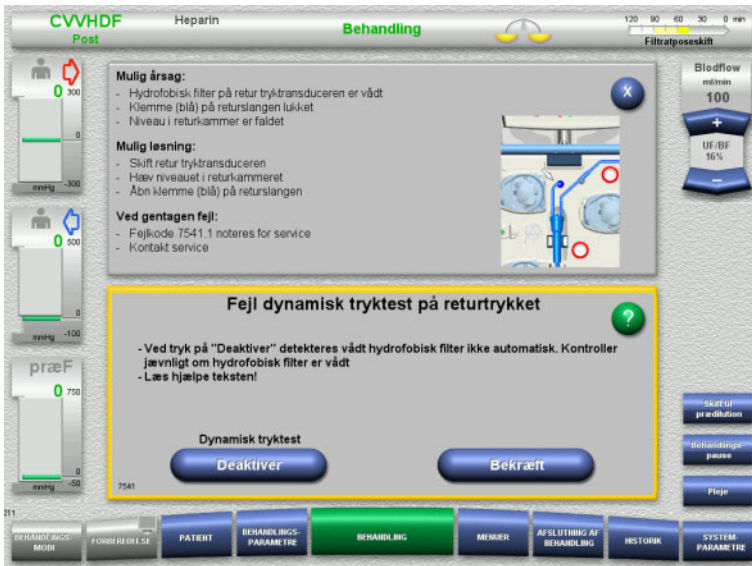 CVVHDF
Post
Heparin
Behandling
120 90 60 30 0 min
Filtratposeskift
0
300
0
mmHg
-300
0
500
0
mmHg
-100
præF
0
750
0
mmHg
-50
Mulig årsag:
- Hydrofobisk filter på retur tryktransduceren er vådt
- Klemme (blå) på returslangen lukket
- Niveau i returkammer er faldet
Mulig løsning:
- Skift retur tryktransduceren
- Hæv niveauet i returkammeret
- Åbn klemme (blå) på returslangen
Ved gentagen fejl:
- Fejlkode 7541.1 noteres for service
- Kontakt service
X
Fejl dynamisk tryktest på returtrykket
?
- Ved tryk på "Deaktiver" detekteres vådt hydrofobisk filter ikke automatisk. Kontroller
jævnligt om hydrofobisk filter er vådt
- Læs hjælpe teksten!
Dynamisk tryktest
Deaktiver
Bekræft
7541
Blodflow
ml/min
100
+
UF/BF
16%
-
Skift til
prædilution
Behandlings-
pause
Pleje
211
BEHANDLINGS-
MODI
FORBEREDELSE
PATIENT
BEHANDLINGS-
PARAMETRE
BEHANDLING
MENUER
AFSLUTNING AF
BEHANDLING
HISTORIK
SYSTEM-
PARAMETRE